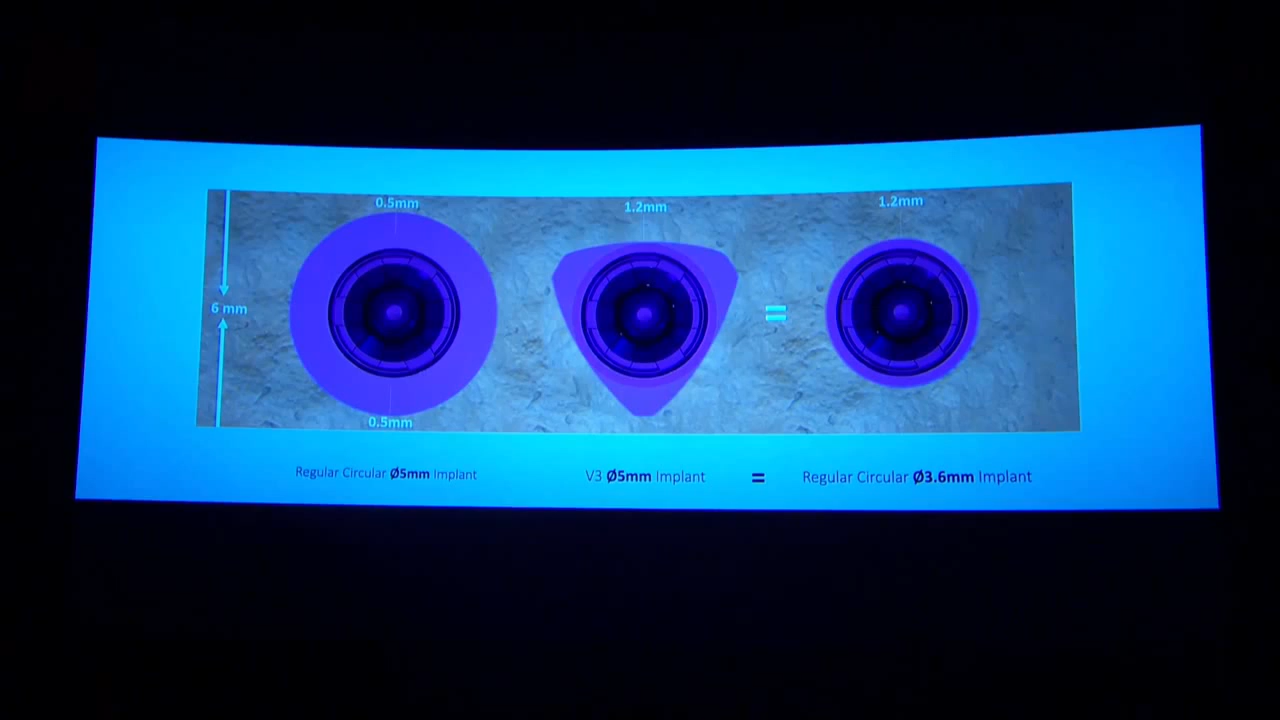 0.5mm
1.2mm
1.2mm
6 mm
=
0.5mm
Regular Circular Ø5mm Implant
V3 Ø5mm Implant
=
Regular Circular Ø3.6mm Implant